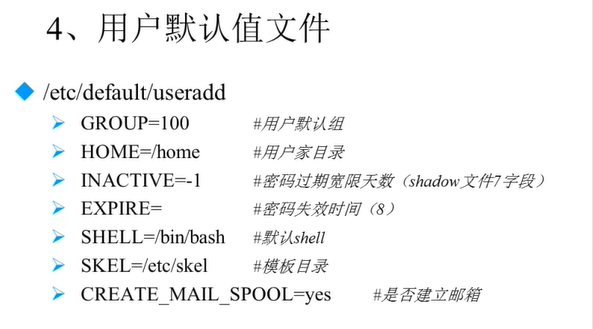 4、用户默认值文件
/etc/default/useradd
GROUP=100 #用户默认组
HOME=/home #用户家目录
INACTIVE=-1 #密码过期宽限天数（shadow文件7字段）
EXPIRE= #密码失效时间（8）
SHELL=/bin/bash #默认shell
SKEL=/etc/skel #模板目录
CREATE_MAIL_SPOOL=yes #是否建立邮箱